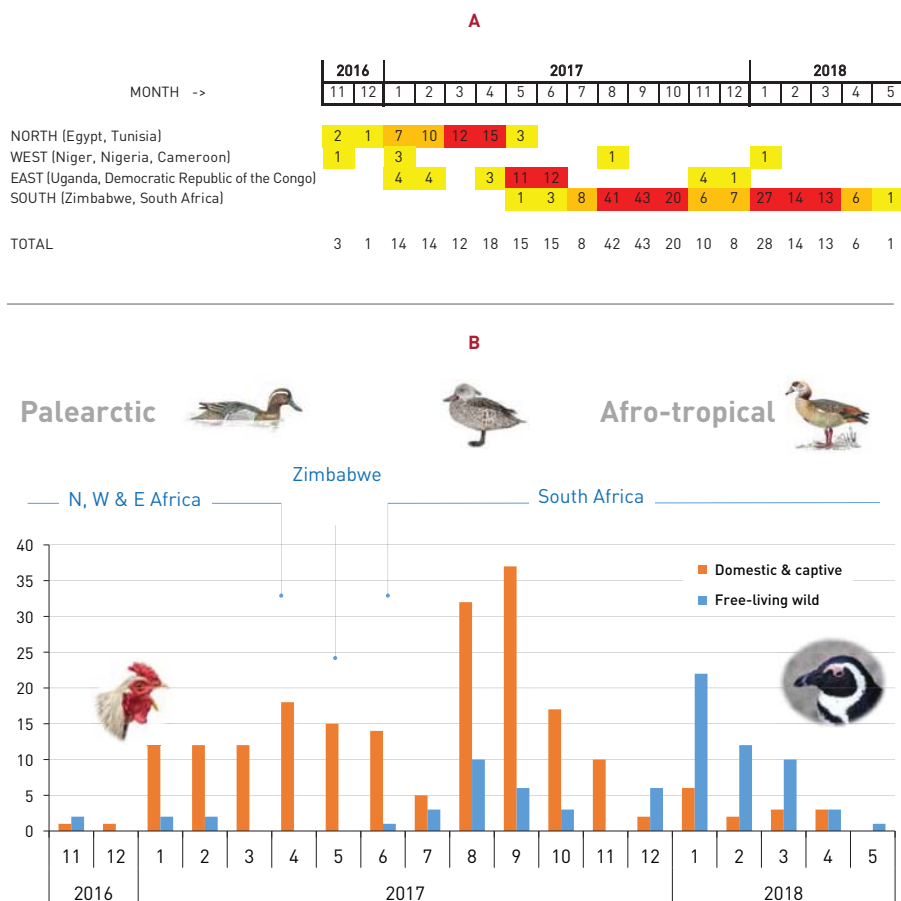 A
2016 2017 2018
MONTH -> 11 12 1 2 3 4 5 6 7 8 9 10 11 12 1 2 3 4 5
NORTH (Egypt, Tunisia) 2 1 7 10 12 15 3
WEST (Niger, Nigeria, Cameroon) 1 3 1 1
EAST (Uganda, Democratic Republic of the Congo) 4 4 3 11 12 4 1
SOUTH (Zimbabwe, South Africa) 1 3 8 41 43 20 6 7 27 14 13 6 1
TOTAL 3 1 14 14 12 18 15 15 8 42 43 20 10 8 28 14 13 6 1
B
Palearctic Afro-tropical
Zimbabwe
N, W & E Africa South Africa
40
35
Domestic & captive
30
Free-living wild
25
20
15
10
5
0
11 12 1 2 3 4 5 6 7 8 9 10 11 12 1 2 3 4 5
2016 2017 2018